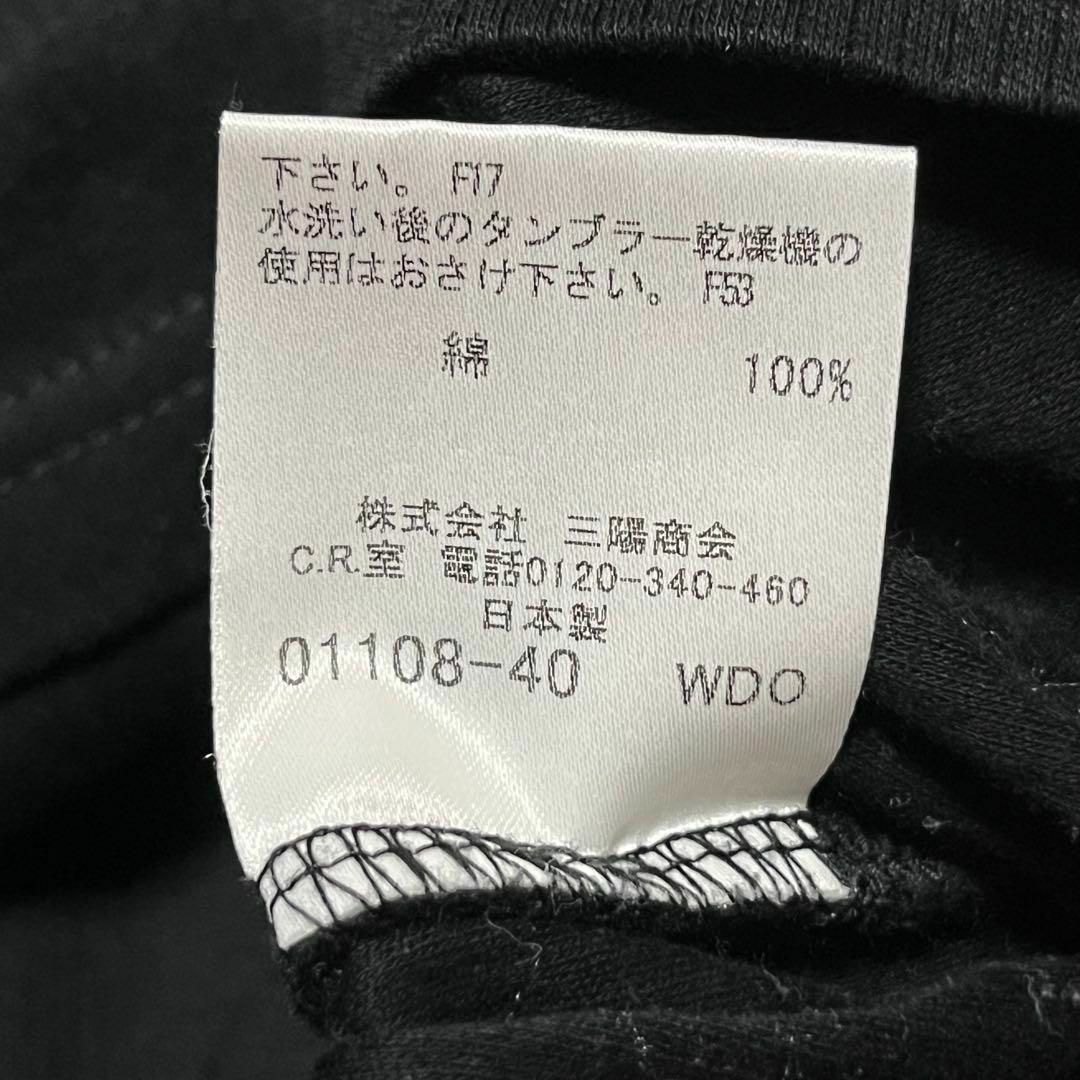 下さい。 F17
水洗い後のタンブラー乾燥機の
使用はおさけ下さい。 F53
綿 100%
株式会社 三陽商会
C.R.室 電話0120-340-460
日本製
01108-40 WDO